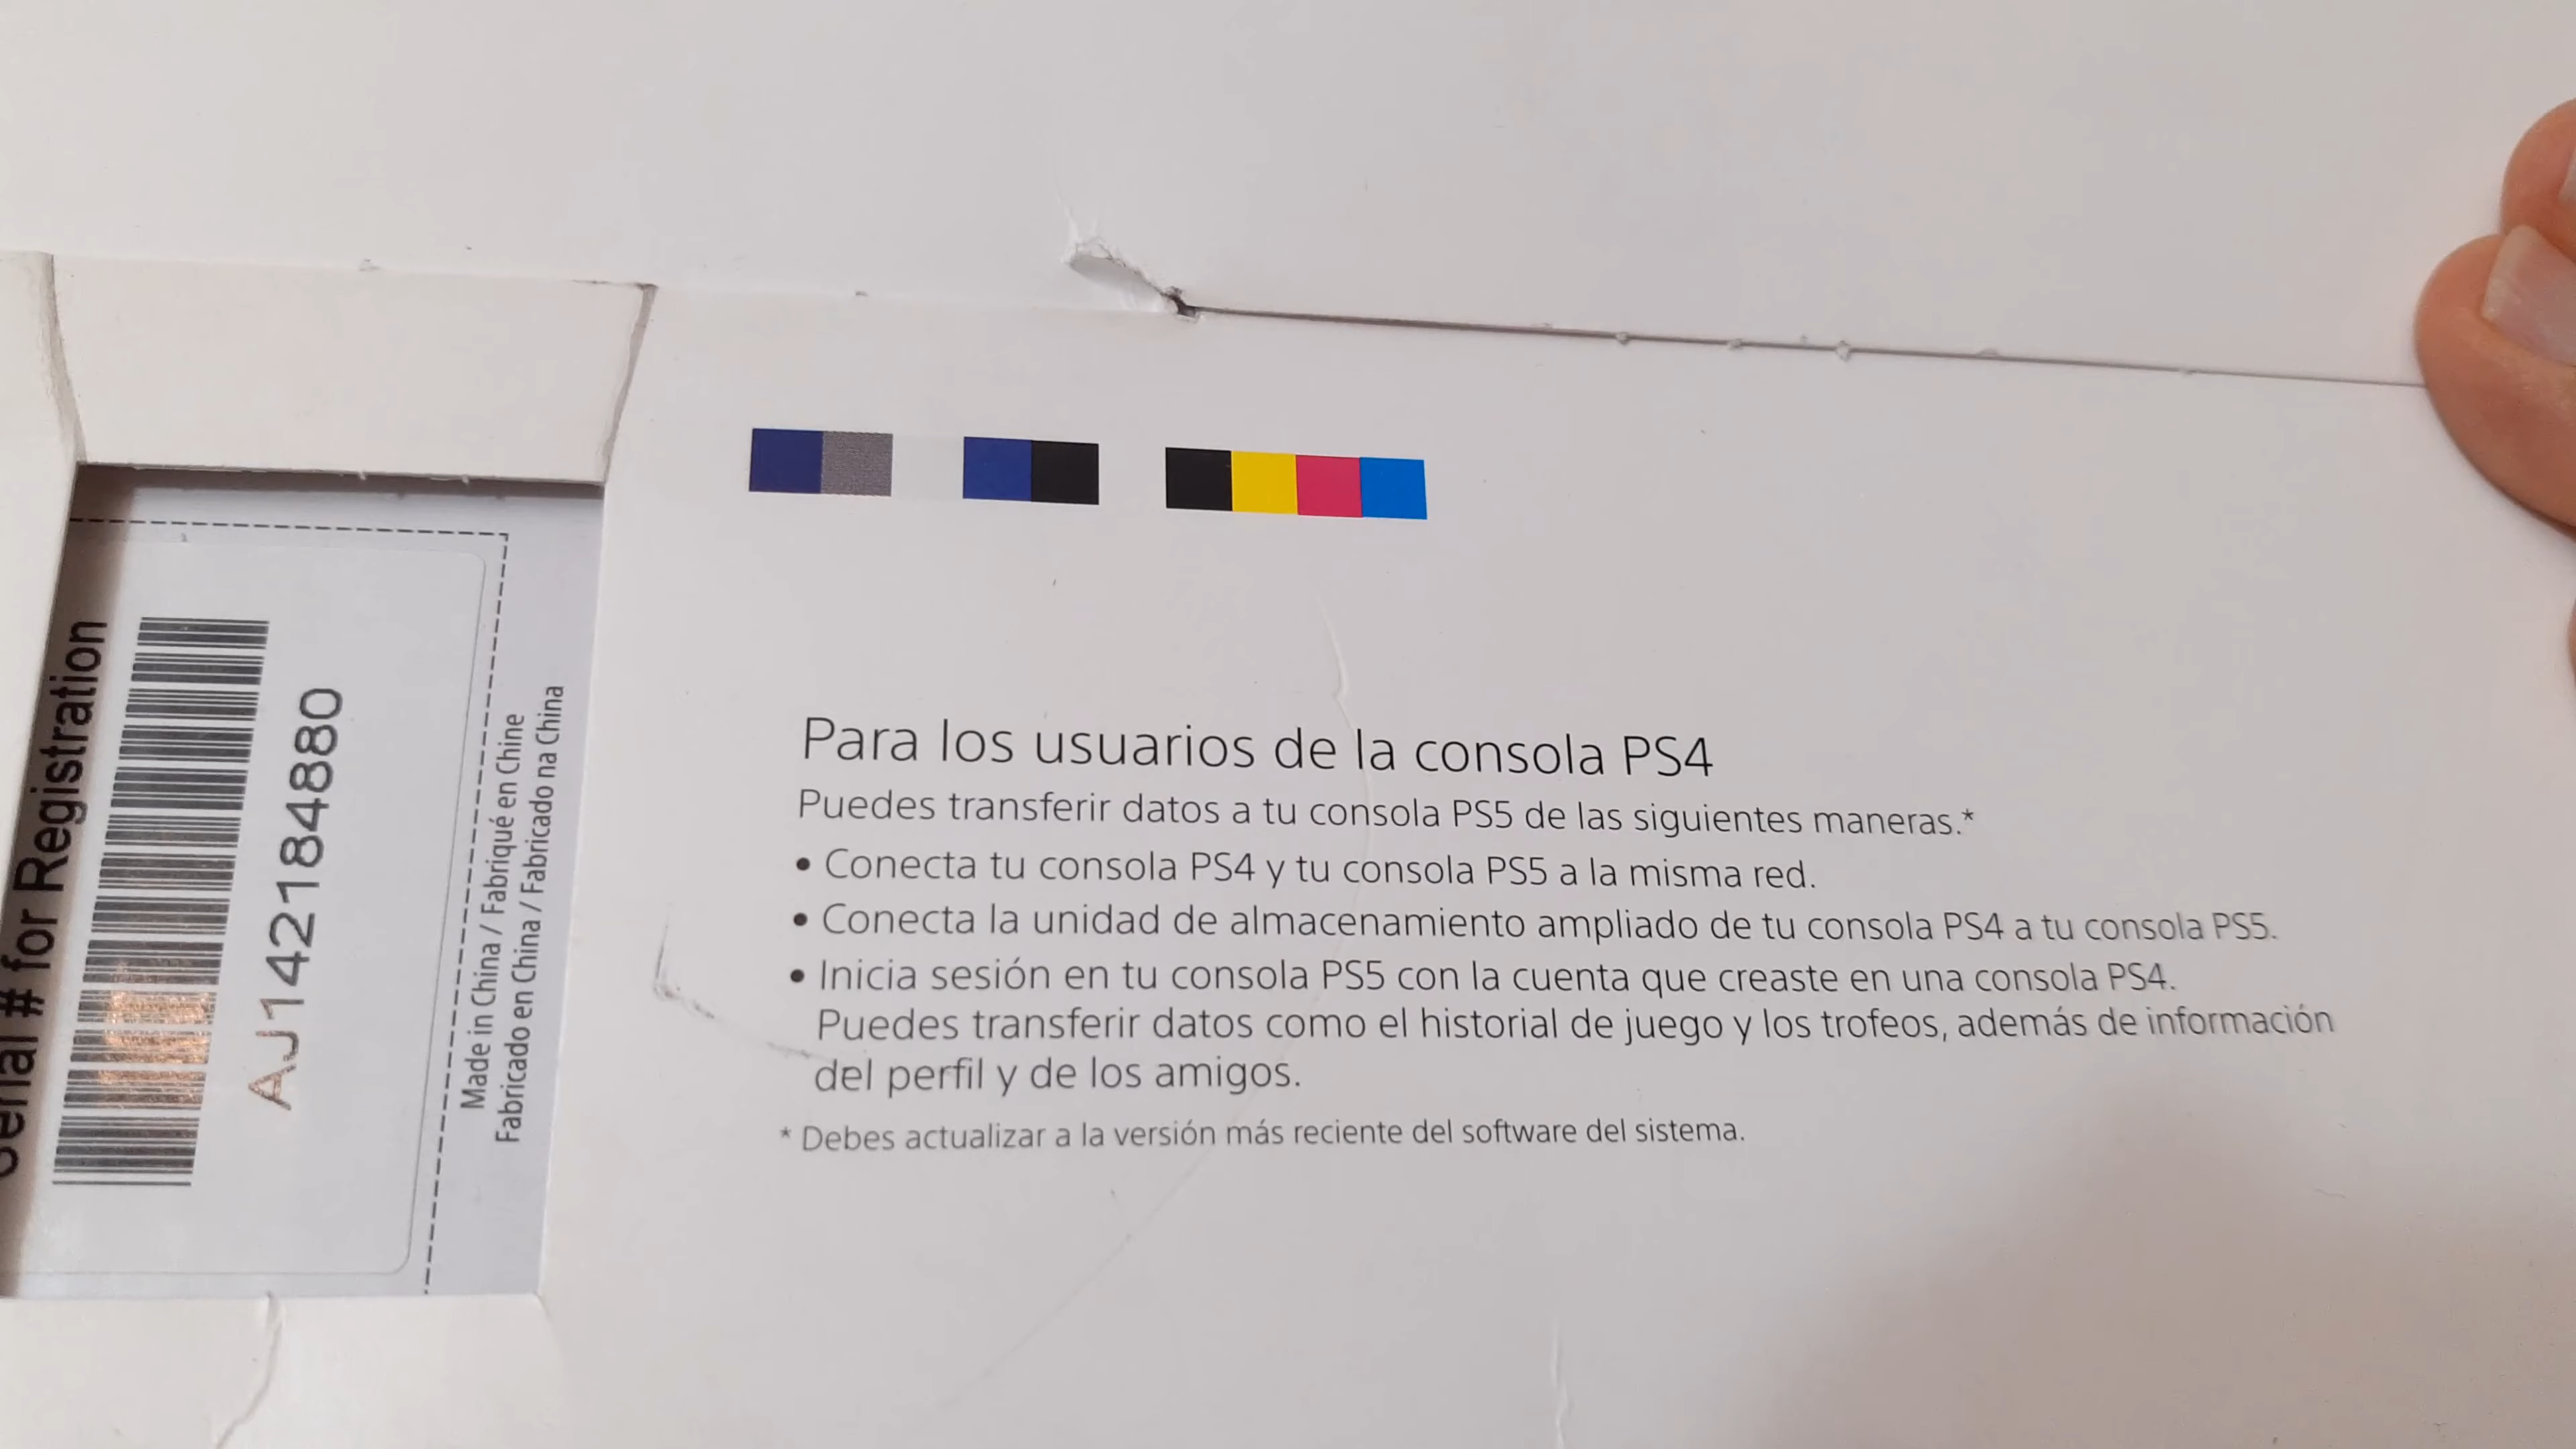 Serial # for Registration
AJ142184880
Made in China / Fabriqué en Chine
Fabricado en China / Fabricado na China
Para los usuarios de la consola PS4
Puedes transferir datos a tu consola PS5 de las siguientes maneras.*
• Conecta tu consola PS4 y tu consola PS5 a la misma red.
• Conecta la unidad de almacenamiento ampliado de tu consola PS4 a tu consola PS5.
• Inicia sesión en tu consola PS5 con la cuenta que creaste en una consola PS4.
Puedes transferir datos como el historial de juego y los trofeos, además de información
del perfil y de los amigos.
* Debes actualizar a la versión más reciente del software del sistema.